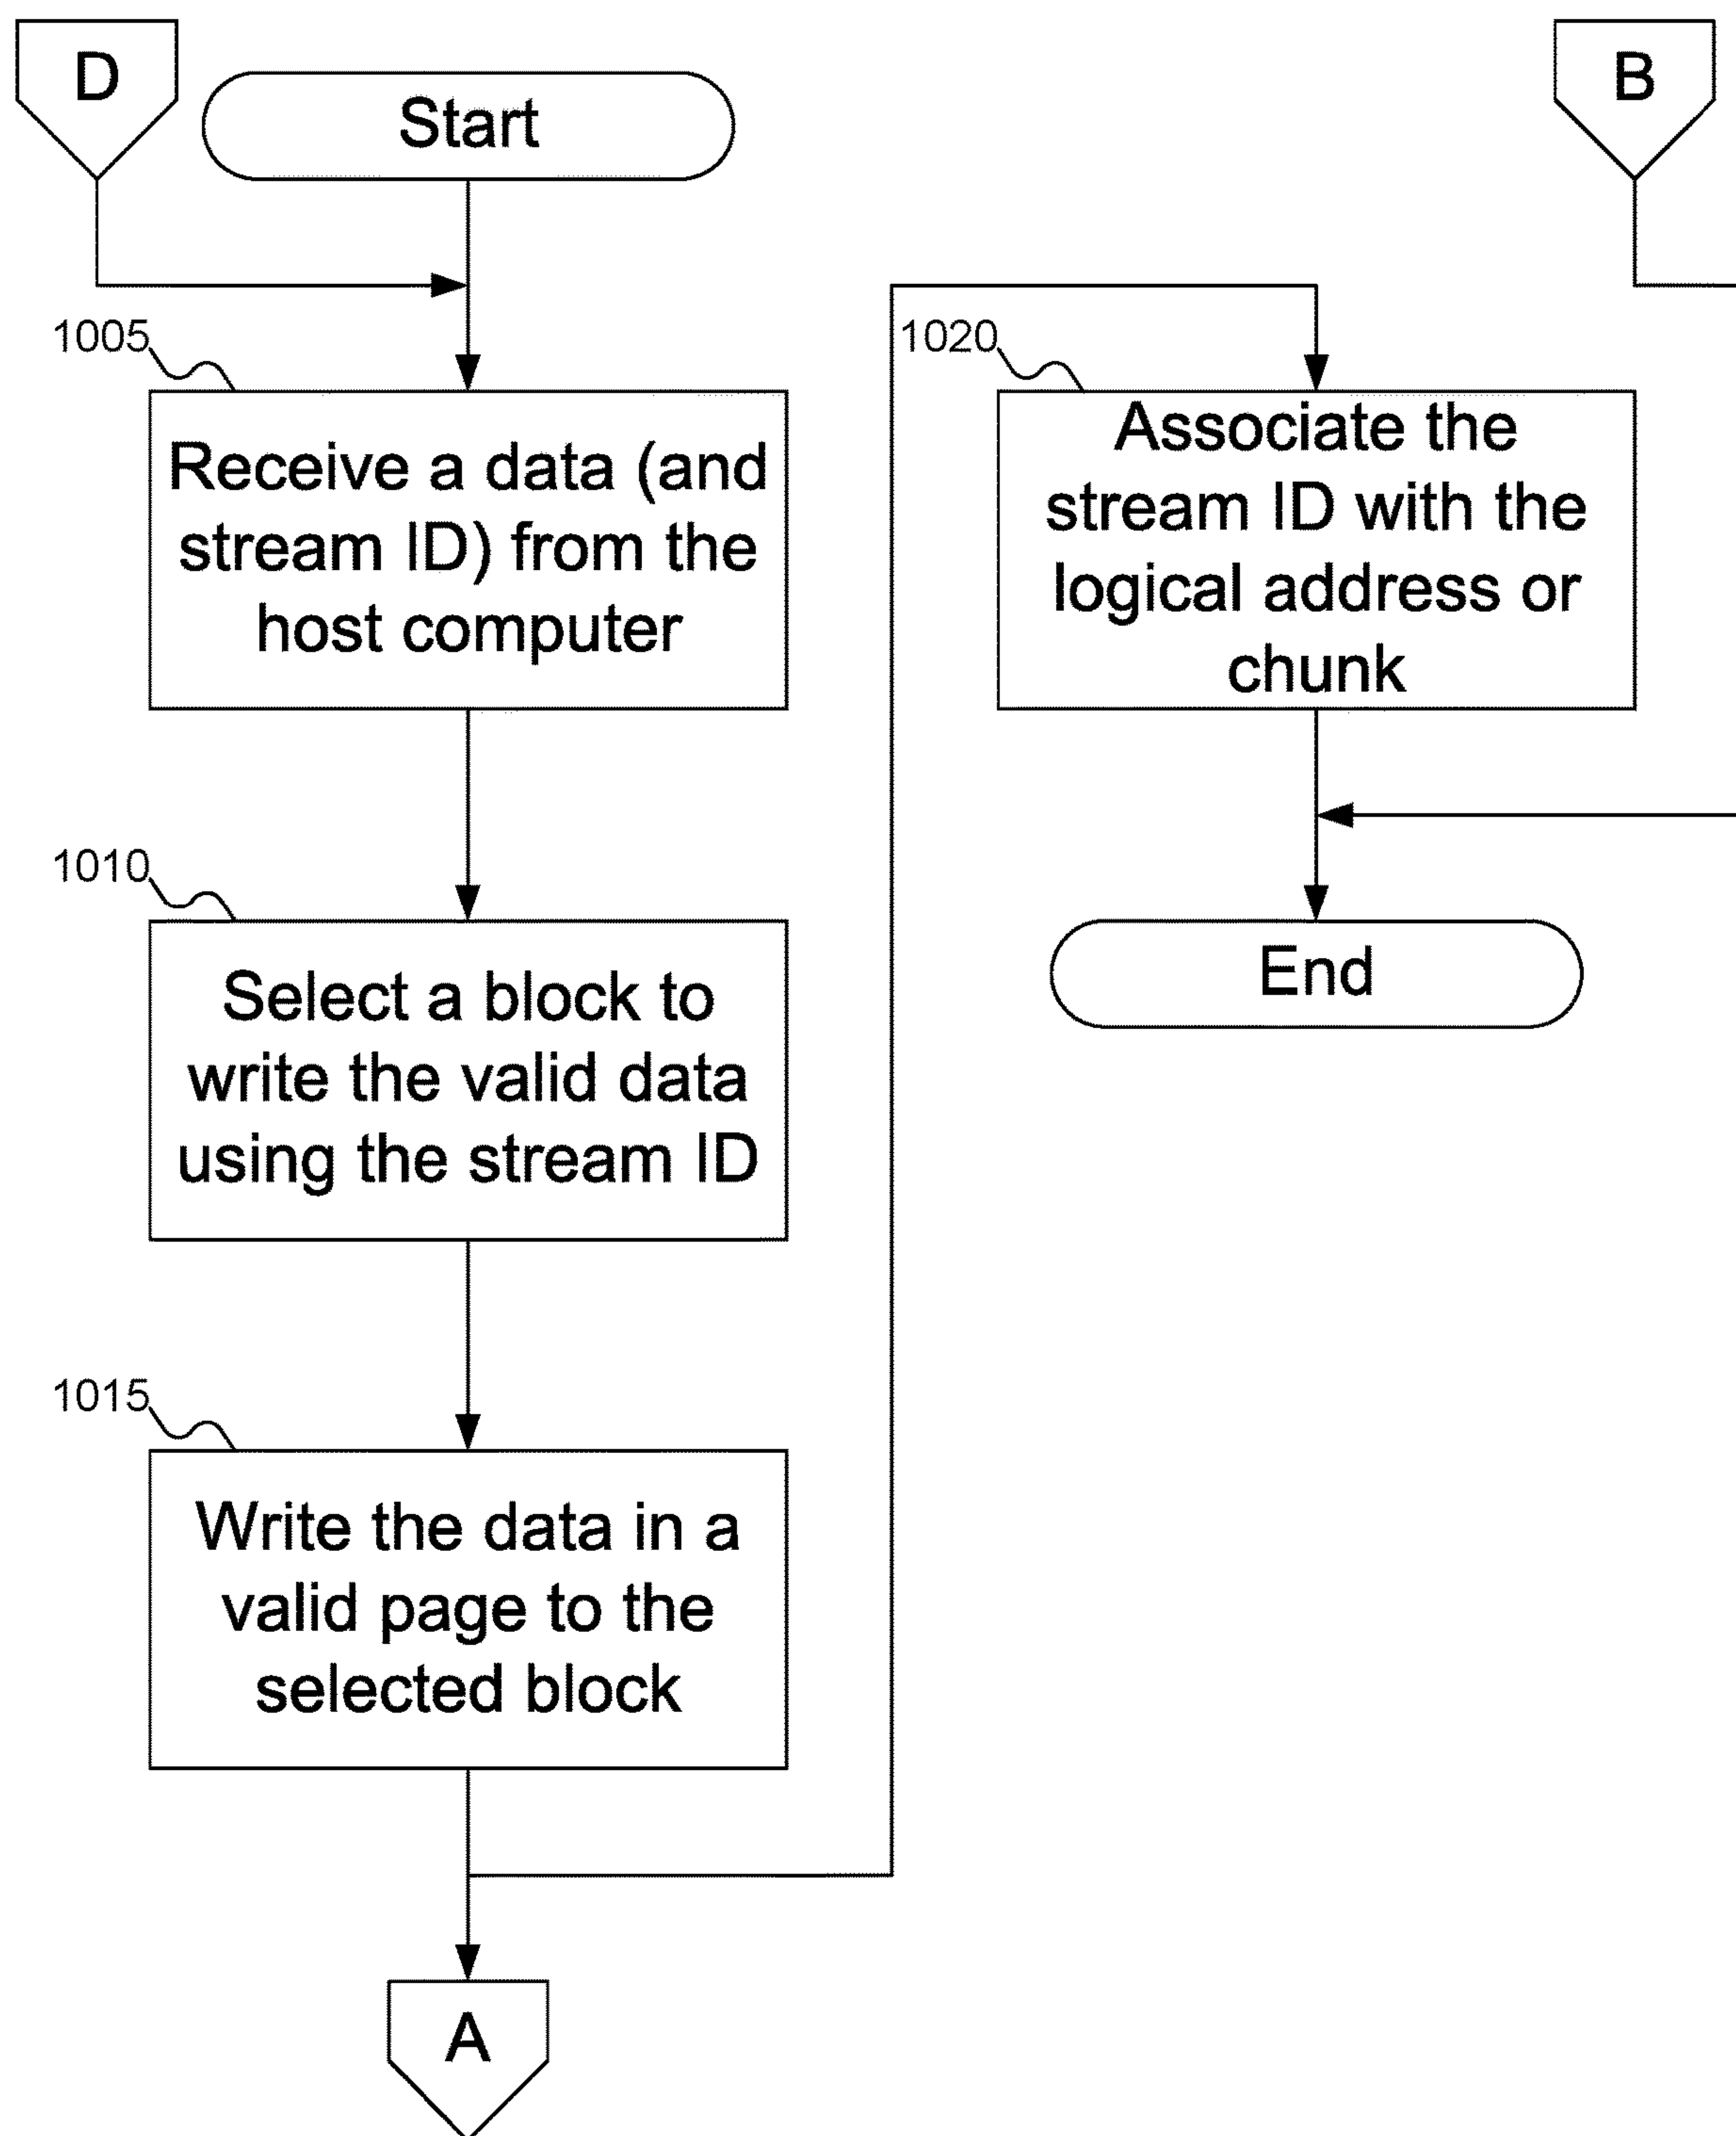 D
Start
B
1005
Receive a data (and
stream ID) from the
host computer
1010
Select a block to
write the valid data
using the stream ID
1015
Write the data in a
valid page to the
selected block
A
1020
Associate the
stream ID with the
logical address or
chunk
End